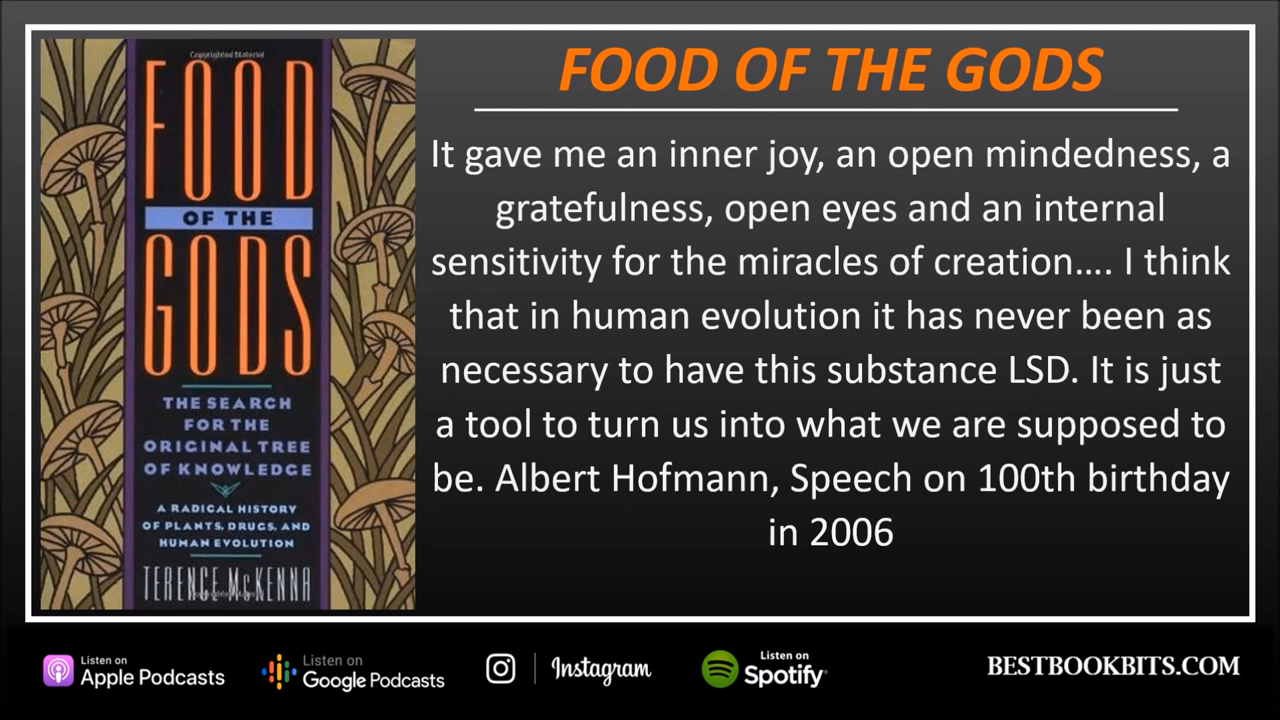 Copyrighted Material
FOOD
OF THE
GODS
THE SEARCH
FOR THE
ORIGINAL TREE
OF KNOWLEDGE
A RADICAL HISTORY
OF PLANTS, DRUGS, AND
HUMAN EVOLUTION
TERENCE McKENNA
FOOD OF THE GODS
It gave me an inner joy, an open mindedness, a
gratefulness, open eyes and an internal
sensitivity for the miracles of creation…. I think
that in human evolution it has never been as
necessary to have this substance LSD. It is just
a tool to turn us into what we are supposed to
be. Albert Hofmann, Speech on 100th birthday
in 2006
Listen on
Apple Podcasts
Listen on
Google Podcasts
Instagram
Listen on
Spotify
BESTBOOKBITS.COM